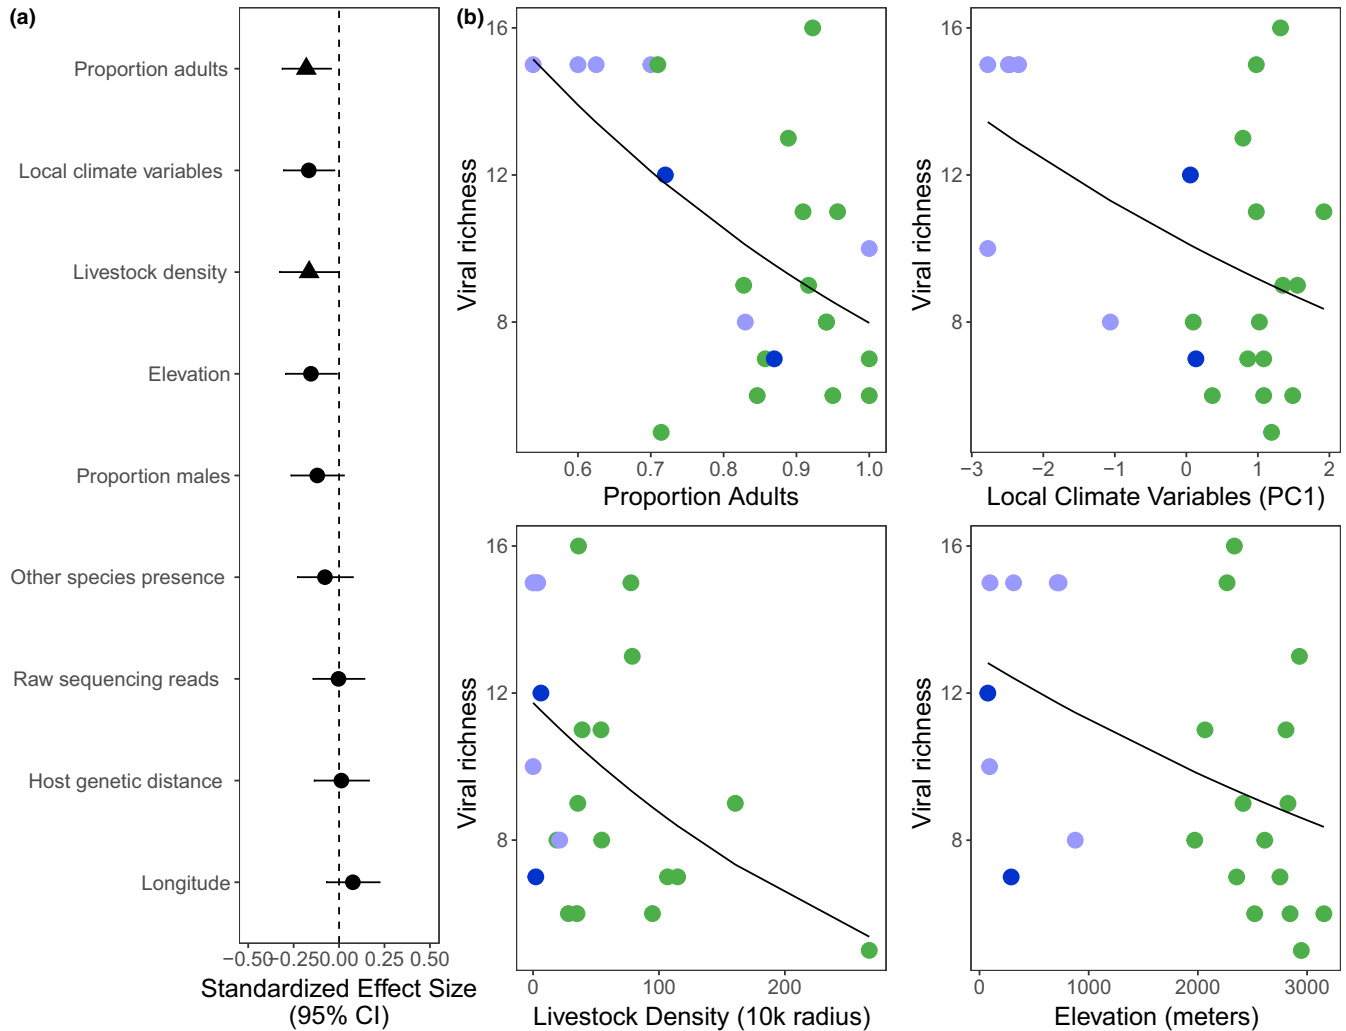 (a)
Proportion adults
Local climate variables
Livestock density
Elevation
Proportion males
Other species presence
Raw sequencing reads
Host genetic distance
Longitude
−0.50 −0.25 0.00 0.25 0.50
Standardized Effect Size
(95% CI)
(b)
16
12
8
Viral richness
0.6 0.7 0.8 0.9 1.0
Proportion Adults
16
12
8
Viral richness
−3 −2 −1 0 1 2
Local Climate Variables (PC1)
16
12
8
Viral richness
0 100 200
Livestock Density (10k radius)
16
12
8
Viral richness
0 1000 2000 3000
Elevation (meters)